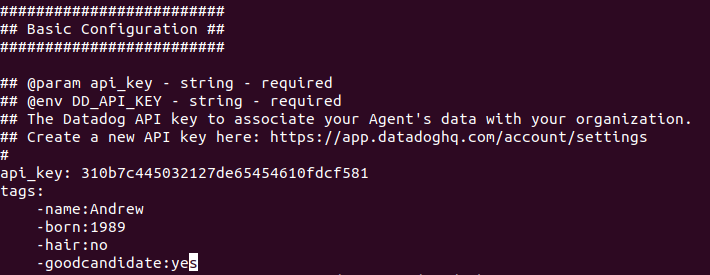 #########################
## Basic Configuration ##
#########################
## @param api_key - string - required
## @env DD_API_KEY - string - required
## The Datadog API key to associate your Agent's data with your organization.
## Create a new API key here: https://app.datadoghq.com/account/settings
#
api_key: 310b7c445032127de65454610fdcf581
tags:
    -name:Andrew
    -born:1989
    -hair:no
    -goodcandidate:yes